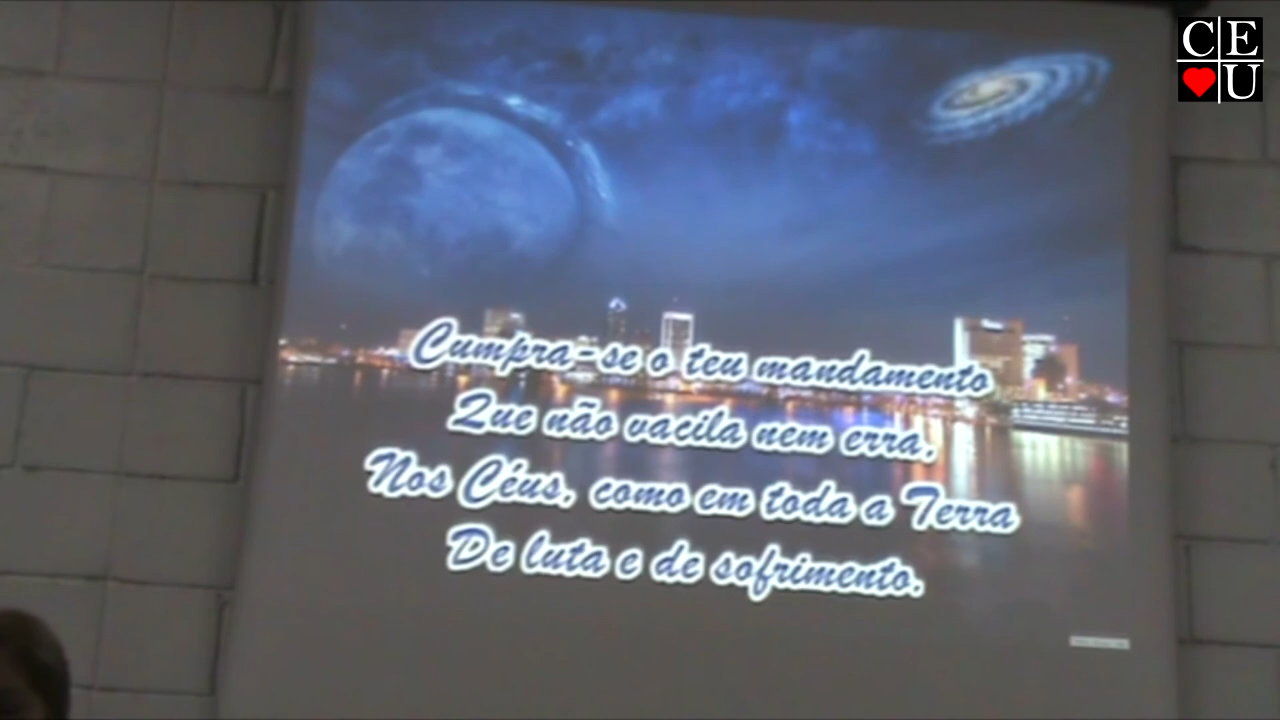 C E
U
Cumpra-se o teu mandamento
Que não vacila nem erra.
Nos Céus, como em toda a Terra
De luta e de sofrimento.